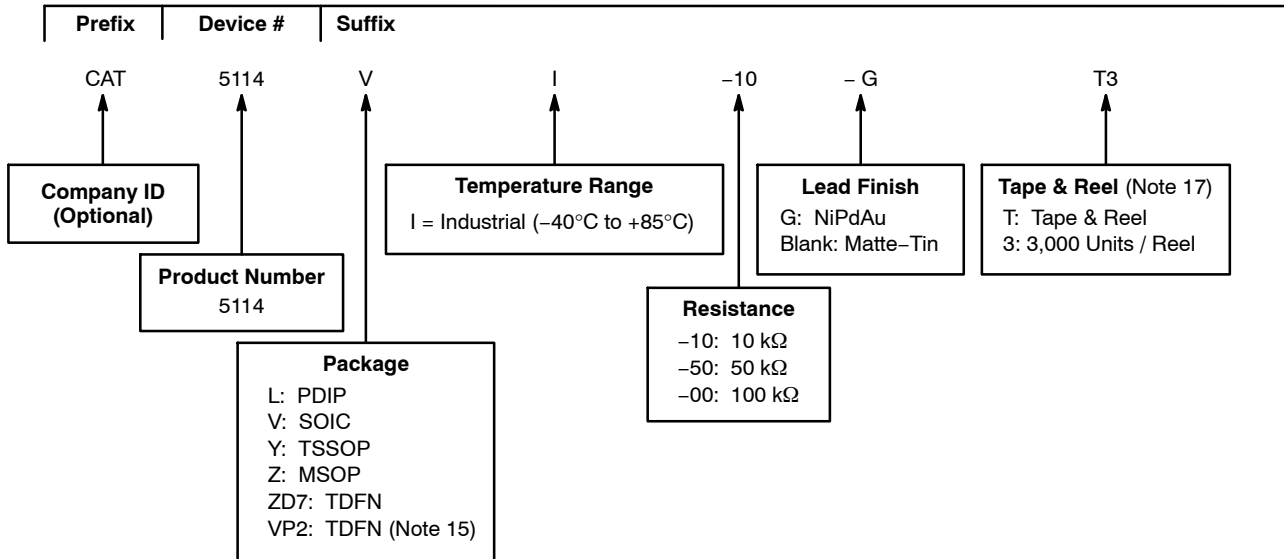 Prefix Device # Suffix
CAT 5114 V I −10 − G T3
Company ID
(Optional)
Product Number
5114
Package
L: PDIP
V: SOIC
Y: TSSOP
Z: MSOP
ZD7: TDFN
VP2: TDFN (Note 15)
Temperature Range
I = Industrial (−40°C to +85°C)
Resistance
−10: 10 kΩ
−50: 50 kΩ
−00: 100 kΩ
Lead Finish
G: NiPdAu
Blank: Matte−Tin
Tape & Reel (Note 17)
T: Tape & Reel
3: 3,000 Units / Reel